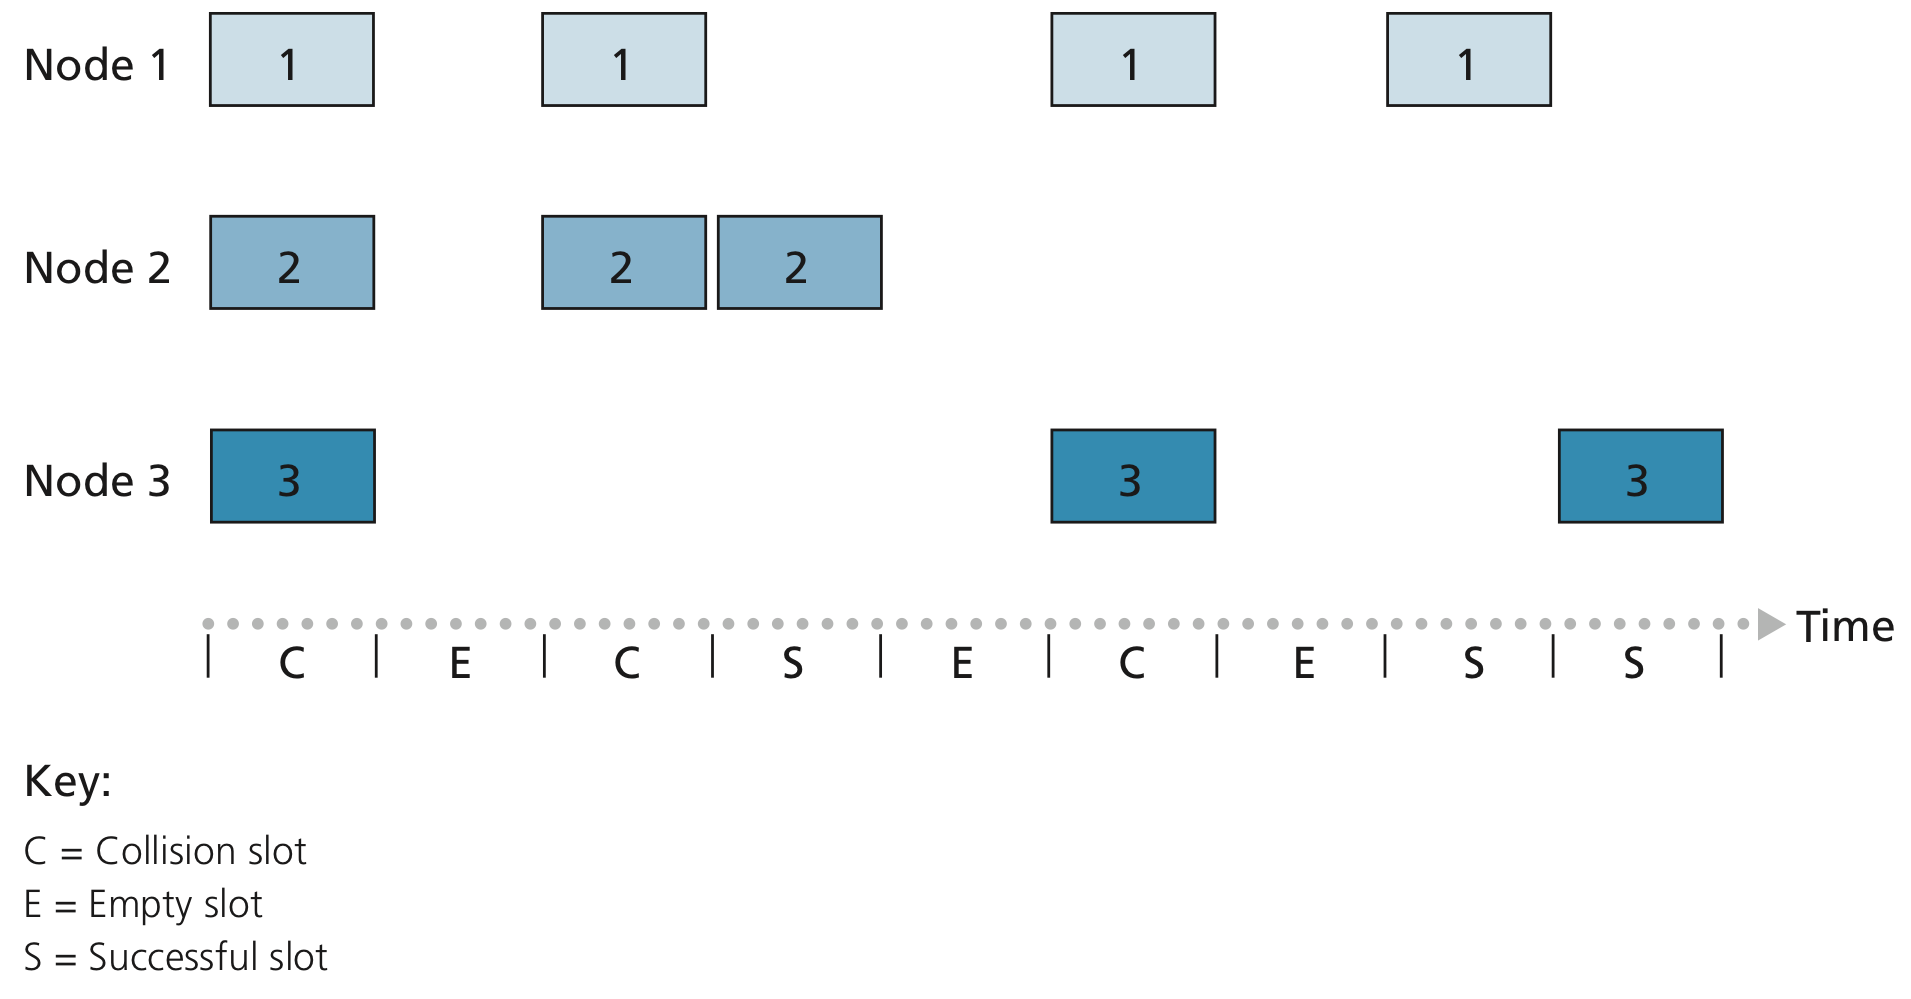 Node 1 1 1 1 1
Node 2 2 2 2
Node 3 3 3 3
Time
C E C S E C E S S
Key:
C = Collision slot
E = Empty slot
S = Successful slot